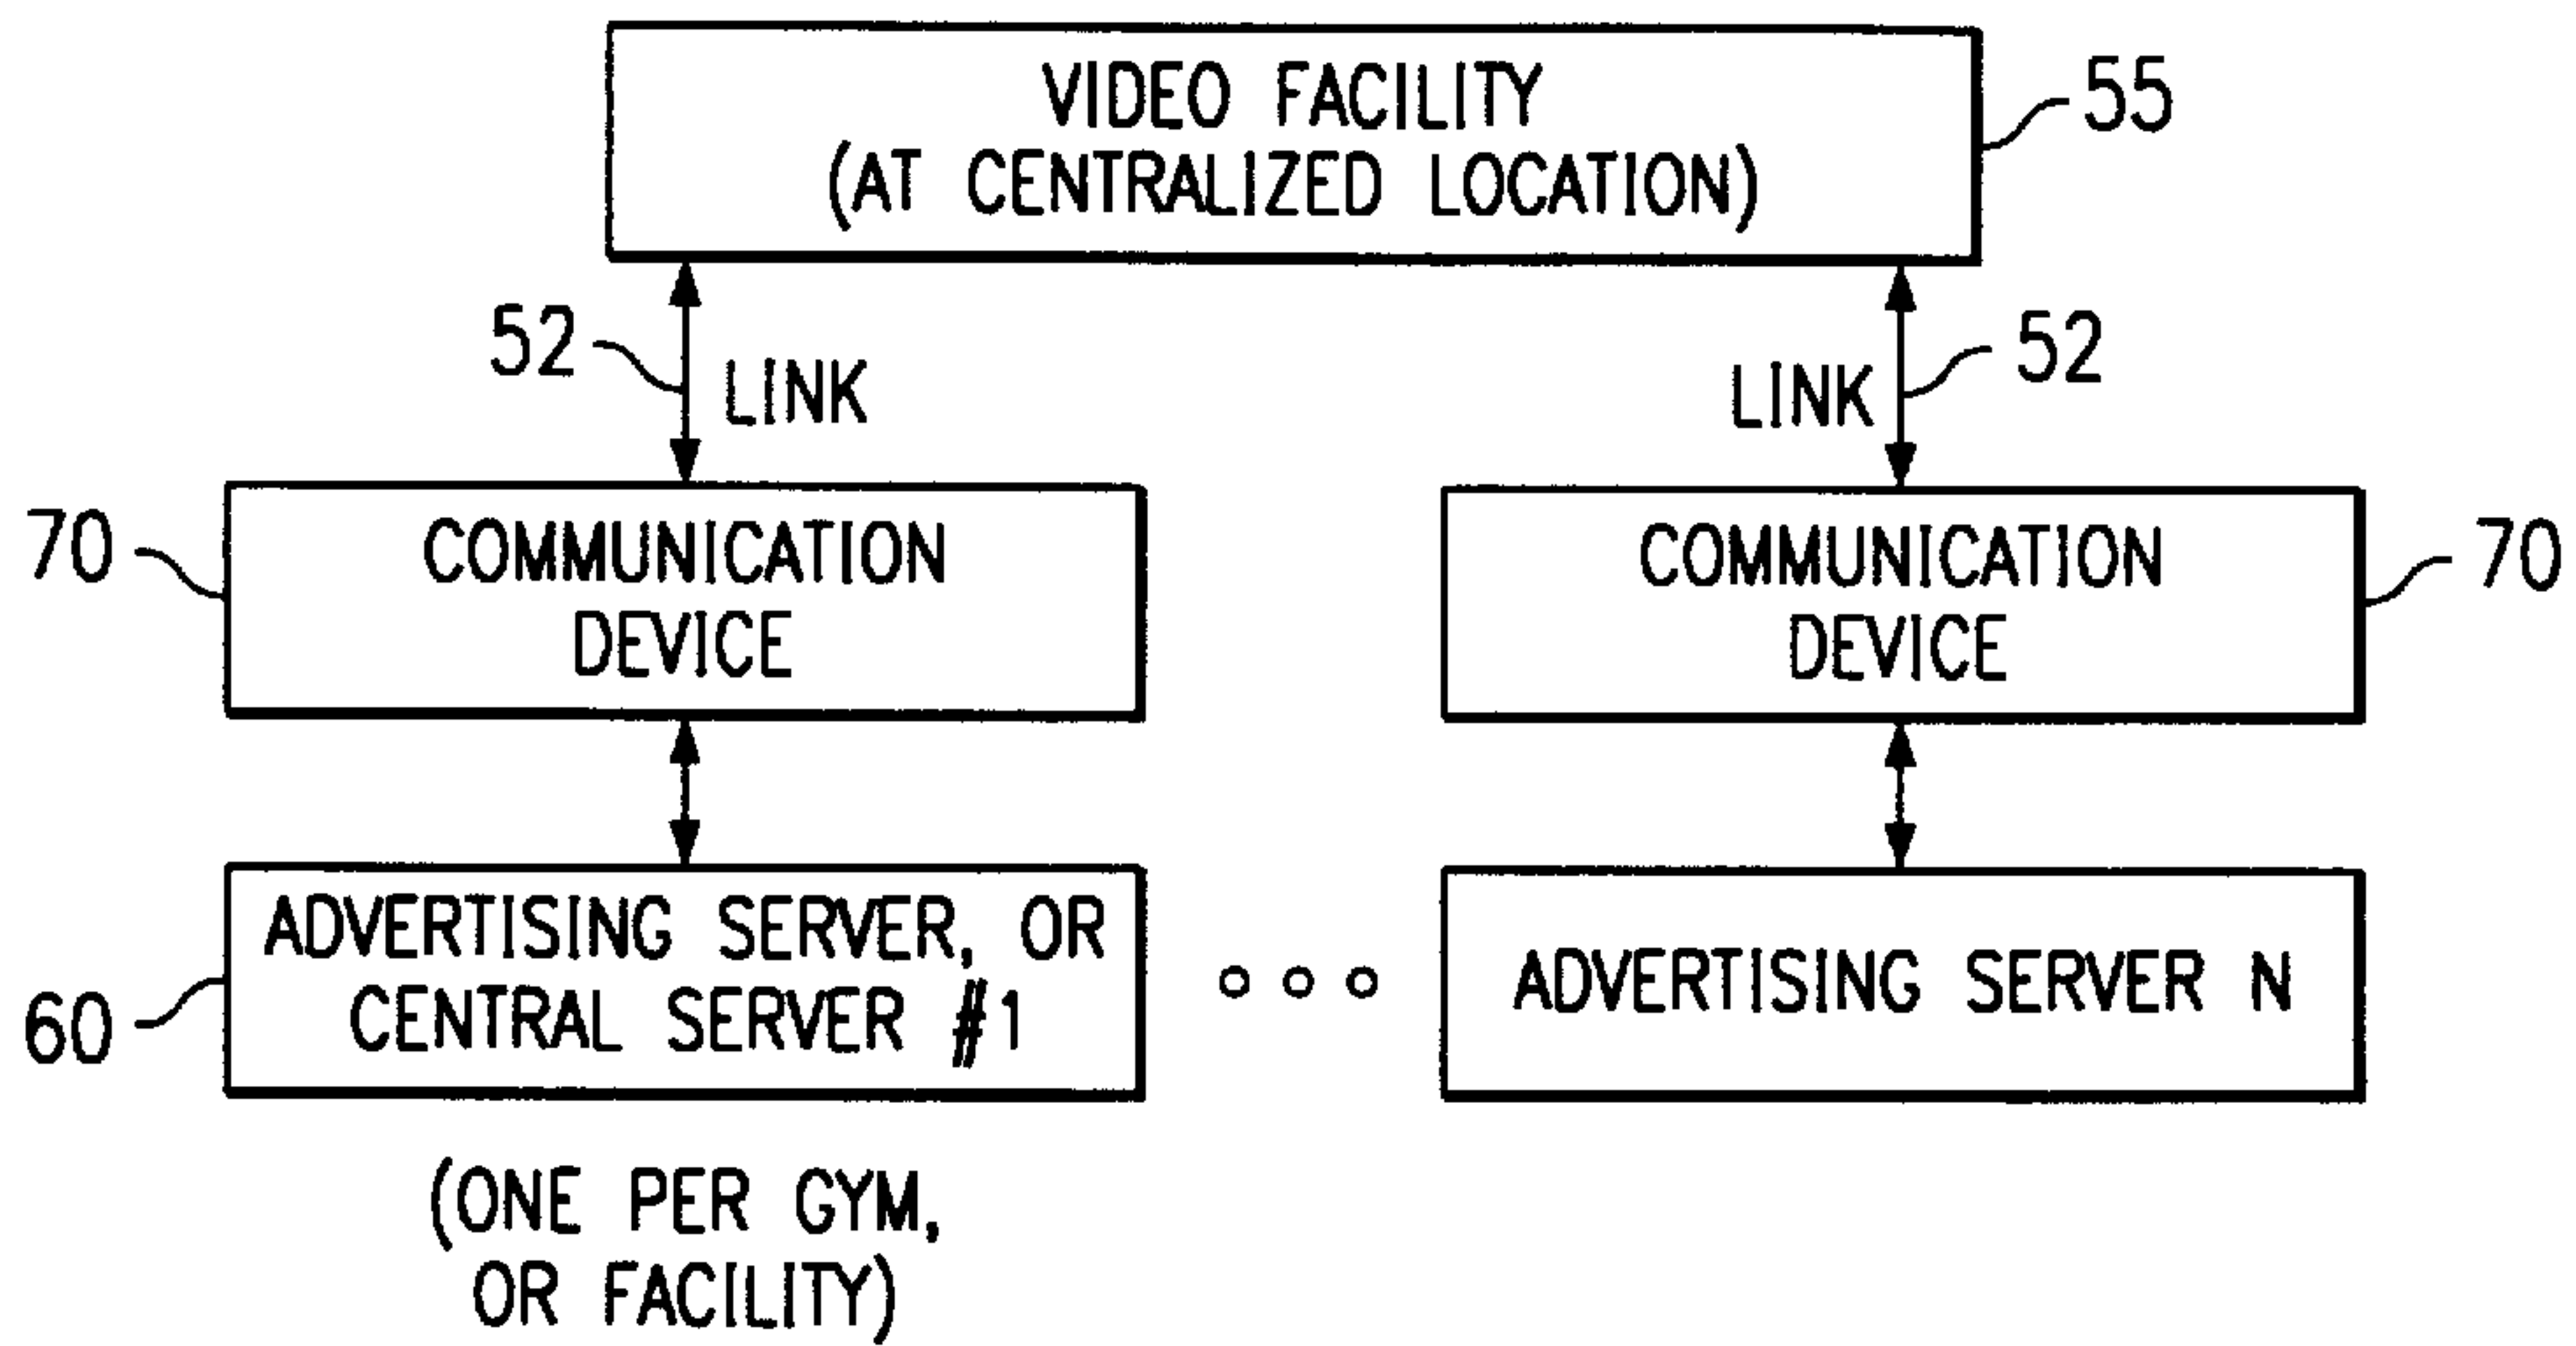 VIDEO FACILITY
(AT CENTRALIZED LOCATION)
55
52
LINK
LINK
52
70
COMMUNICATION
DEVICE
COMMUNICATION
DEVICE
70
60
ADVERTISING SERVER, OR
CENTRAL SERVER #1
ADVERTISING SERVER N
(ONE PER GYM,
OR FACILITY)